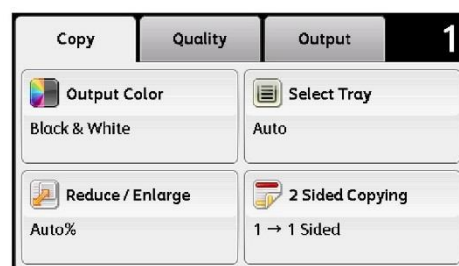 Copy Quality Output 1
Output Color Select Tray
Black & White Auto
Reduce / Enlarge 2 Sided Copying
Auto% 1 → 1 Sided